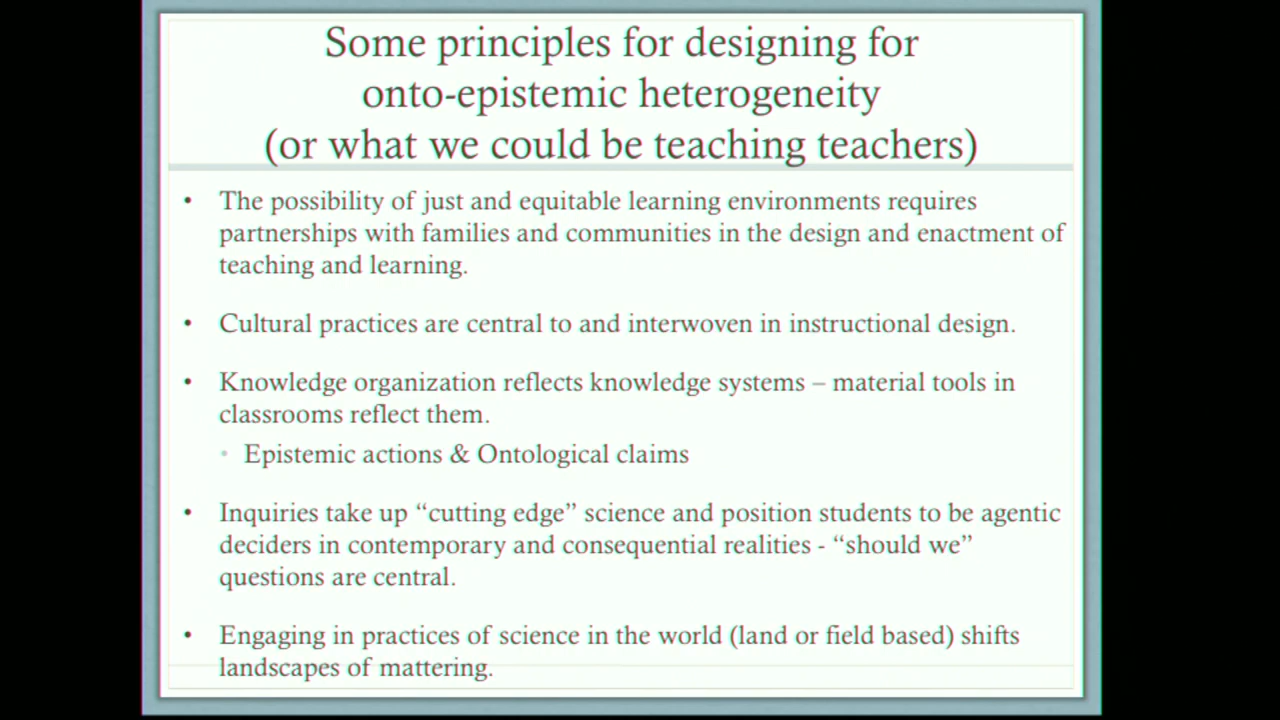 Some principles for designing for
onto-epistemic heterogeneity
(or what we could be teaching teachers)
• The possibility of just and equitable learning environments requires
partnerships with families and communities in the design and enactment of
teaching and learning.
• Cultural practices are central to and interwoven in instructional design.
• Knowledge organization reflects knowledge systems – material tools in
classrooms reflect them.
• Epistemic actions & Ontological claims
• Inquiries take up “cutting edge” science and position students to be agentic
deciders in contemporary and consequential realities - “should we”
questions are central.
• Engaging in practices of science in the world (land or field based) shifts
landscapes of mattering.